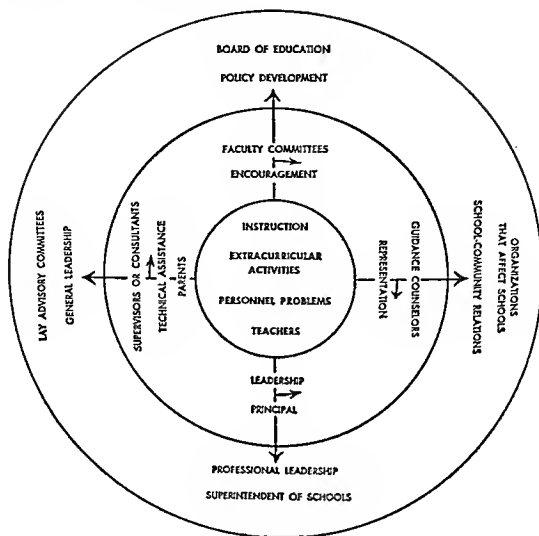 BOARD OF EDUCATION
POLICY DEVELOPMENT
FACULTY COMMITTEES
ENCOURAGEMENT
INSTRUCTION
EXTRACURRICULAR
ACTIVITIES
PERSONNEL PROBLEMS
TEACHERS
LAY ADVISORY COMMITTEES
GENERAL LEADERSHIP
SUPERVISORS OR CONSULTANTS
TECHNICAL ASSISTANCE
PARENTS
GUIDANCE COUNSELORS
REPRESENTATION
ORGANIZATIONS
THAT AFFECT SCHOOLS
SCHOOL-COMMUNITY RELATIONS
LEADERSHIP
PRINCIPAL
PROFESSIONAL LEADERSHIP
SUPERINTENDENT OF SCHOOLS